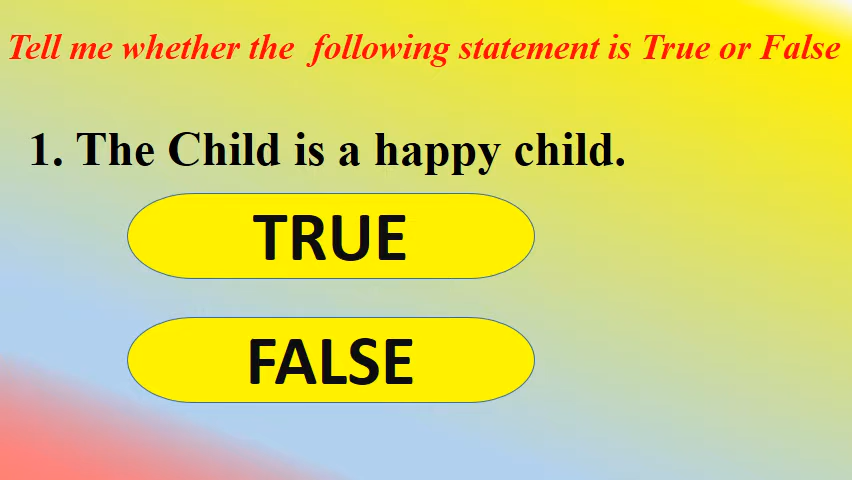 Tell me whether the following statement is True or False
1. The Child is a happy child.
TRUE
FALSE